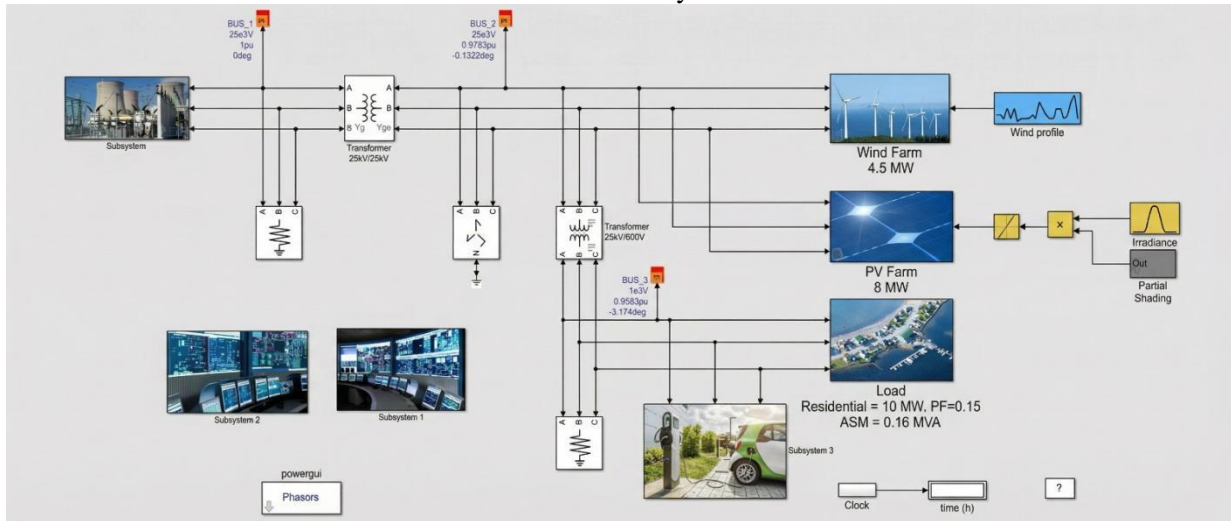 BUS_1
25e3V
1pu
0deg
BUS_2
25e3V
0.9783pu
-0.1322deg
A
B
S Yg
A
B
Yge
Subsystem
Transformer
25kV/25kV
Wind Farm
4.5 MW
Wind profile
A B C
A B C
N
A B C
A B C
Transformer
25kV/600V
PV Farm
8 MW
x
Irradiance
Out
Partial
Shading
BUS_3
1e3V
0.9583pu
-3.174deg
Load
Residential = 10 MW, PF=0.15
ASM = 0.16 MVA
Subsystem 2
Subsystem 1
A B C
Subsystem 3
powergui
Phasors
Clock
time (h)
?